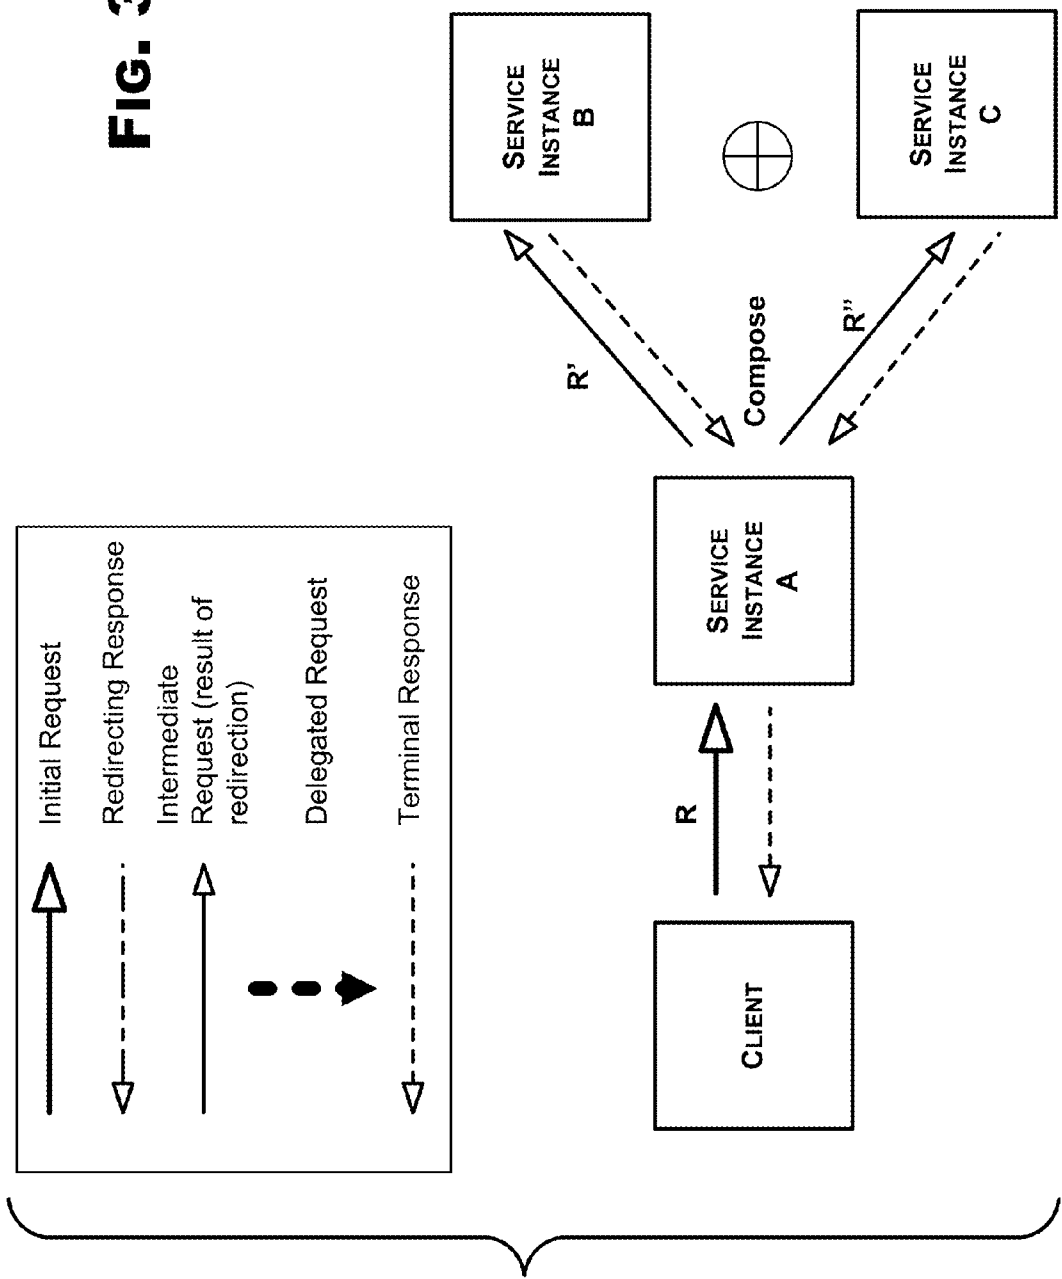 FIG. 3
Initial Request
Redirecting Response
Intermediate
Request (result of
redirection)
Delegated Request
Terminal Response
CLIENT
R
SERVICE
INSTANCE
A
R'
Compose
R"
SERVICE
INSTANCE
B
SERVICE
INSTANCE
C